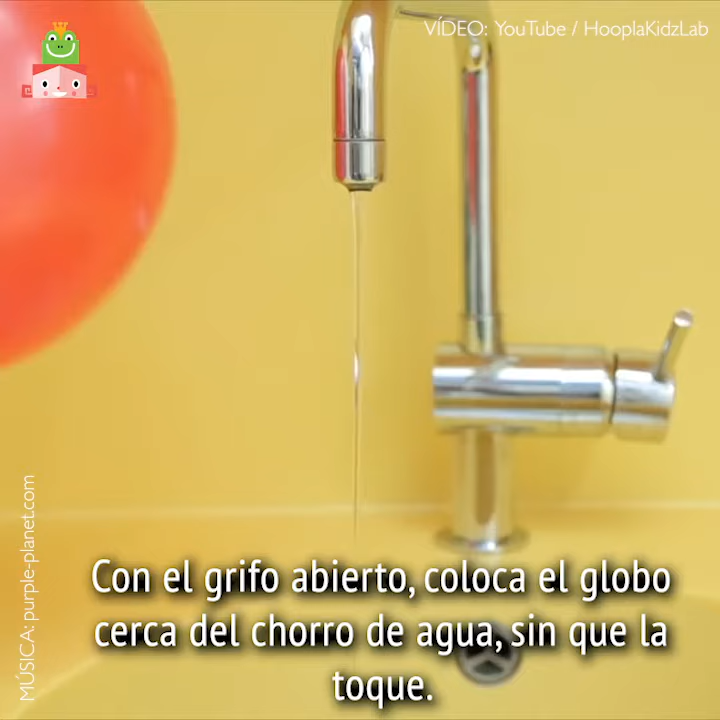 VÍDEO: YouTube / HooplaKidzLab
MÚSICA: purple-planet.com
Con el grifo abierto, coloca el globo
cerca del chorro de agua, sin que la
toque.